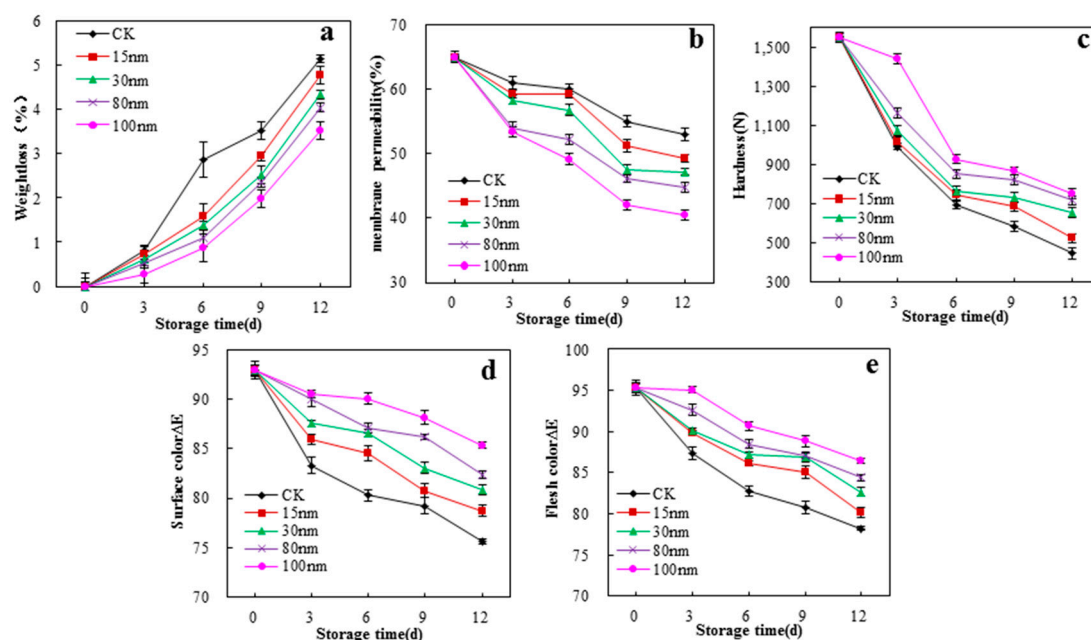 a
Weightloss (%)
6
5
4
3
2
1
0
CK
15nm
30nm
80nm
100nm
0 3 6 9 12
Storage time(d)
b
membrane permeability(%)
70
60
50
40
30
CK
15nm
30nm
80nm
100nm
0 3 6 9 12
Storage time(d)
c
Hardness(N)
1,500
1,300
1,100
900
700
500
300
CK
15nm
30nm
80nm
100nm
0 3 6 9 12
Storage time(d)
d
Surface colorΔE
95
90
85
80
75
70
CK
15nm
30nm
80nm
100nm
0 3 6 9 12
Storage time(d)
e
Flesh colorΔE
100
95
90
85
80
75
70
CK
15nm
30nm
80nm
100nm
0 3 6 9 12
Storage time(d)